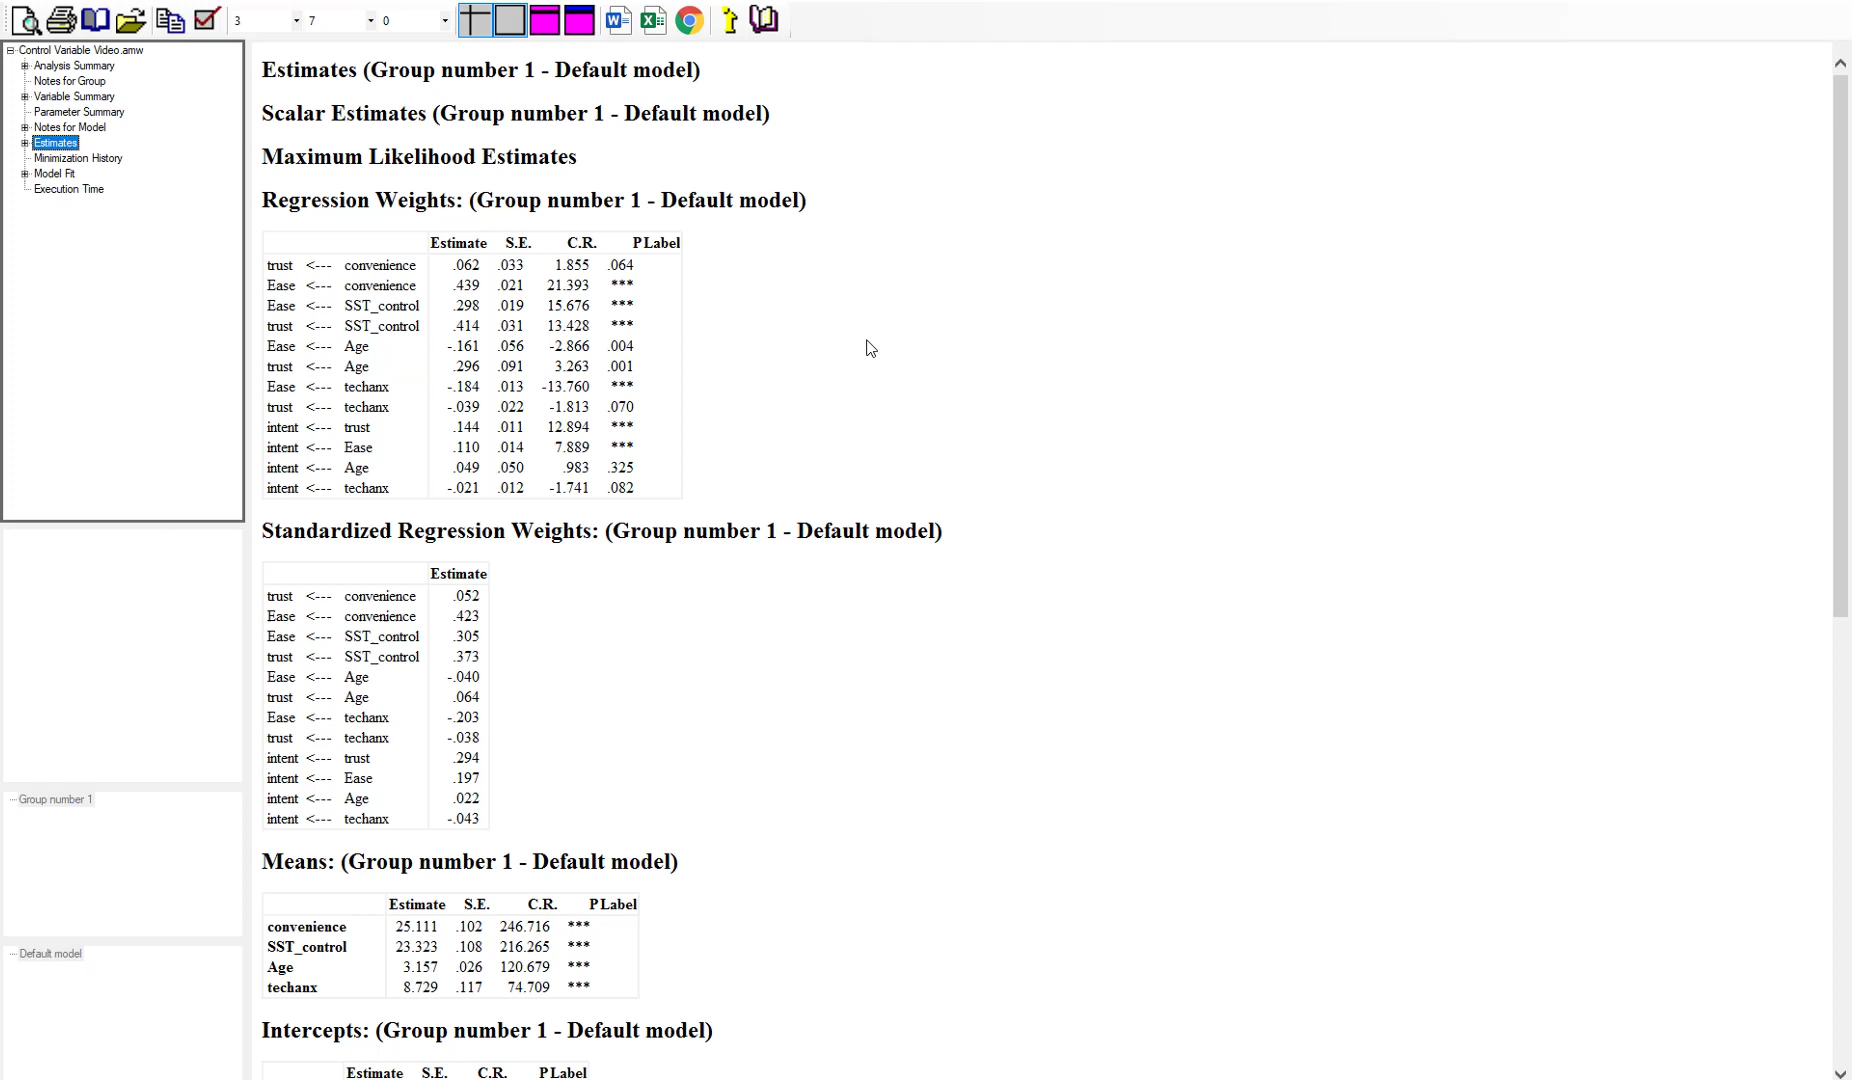 3 7 0
Control Variable Video.amw
Analysis Summary
Notes for Group
Variable Summary
Parameter Summary
Notes for Model
Estimates
Minimization History
Model Fit
Execution Time
Group number 1
Default model
Estimates (Group number 1 - Default model)
Scalar Estimates (Group number 1 - Default model)
Maximum Likelihood Estimates
Regression Weights: (Group number 1 - Default model)
Estimate S.E. C.R. P Label
trust <--- convenience .062 .033 1.855 .064
Ease <--- convenience .439 .021 21.393 ***
Ease <--- SST_control .298 .019 15.676 ***
trust <--- SST_control .414 .031 13.428 ***
Ease <--- Age -.161 .056 -2.866 .004
trust <--- Age .296 .091 3.263 .001
Ease <--- techanx -.184 .013 -13.760 ***
trust <--- techanx -.039 .022 -1.813 .070
intent <--- trust .144 .011 12.894 ***
intent <--- Ease .110 .014 7.889 ***
intent <--- Age .049 .050 .983 .325
intent <--- techanx -.021 .012 -1.741 .082
Standardized Regression Weights: (Group number 1 - Default model)
Estimate
trust <--- convenience .052
Ease <--- convenience .423
Ease <--- SST_control .305
trust <--- SST_control .373
Ease <--- Age -.040
trust <--- Age .064
Ease <--- techanx -.203
trust <--- techanx -.038
intent <--- trust .294
intent <--- Ease .197
intent <--- Age .022
intent <--- techanx -.043
Means: (Group number 1 - Default model)
Estimate S.E. C.R. P Label
convenience 25.111 .102 246.716 ***
SST_control 23.323 .108 216.265 ***
Age 3.157 .026 120.679 ***
techanx 8.729 .117 74.709 ***
Intercepts: (Group number 1 - Default model)
Estimate S.E. C.R. P Label